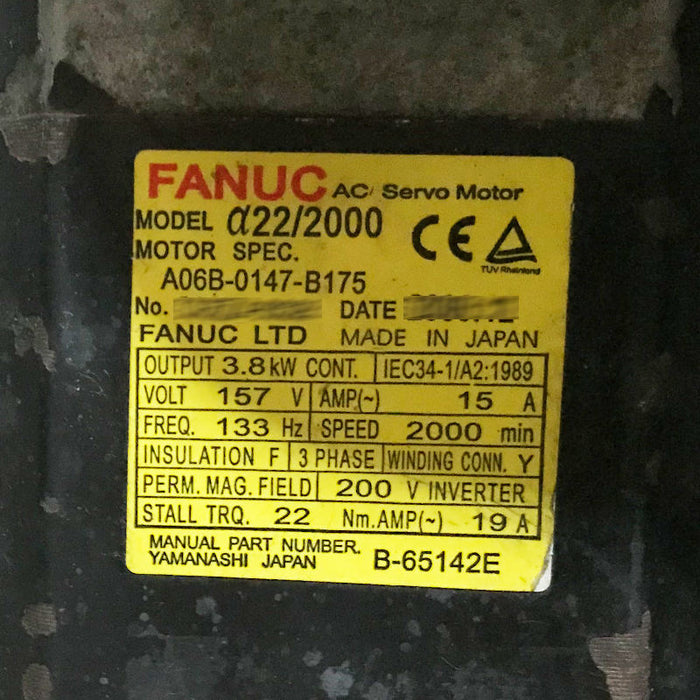 FANUC AC Servo Motor
MODEL α22/2000
CE TUV Rheinland
MOTOR SPEC.
A06B-0147-B175
No. DATE
FANUC LTD MADE IN JAPAN
OUTPUT 3.8kW CONT. IEC34-1/A2:1989
VOLT 157 V AMP(~) 15 A
FREQ. 133 Hz SPEED 2000 min
INSULATION F 3 PHASE WINDING CONN. Y
PERM. MAG. FIELD 200 V INVERTER
STALL TRQ. 22 Nm. AMP(~) 19 A
MANUAL PART NUMBER.
YAMANASHI JAPAN B-65142E